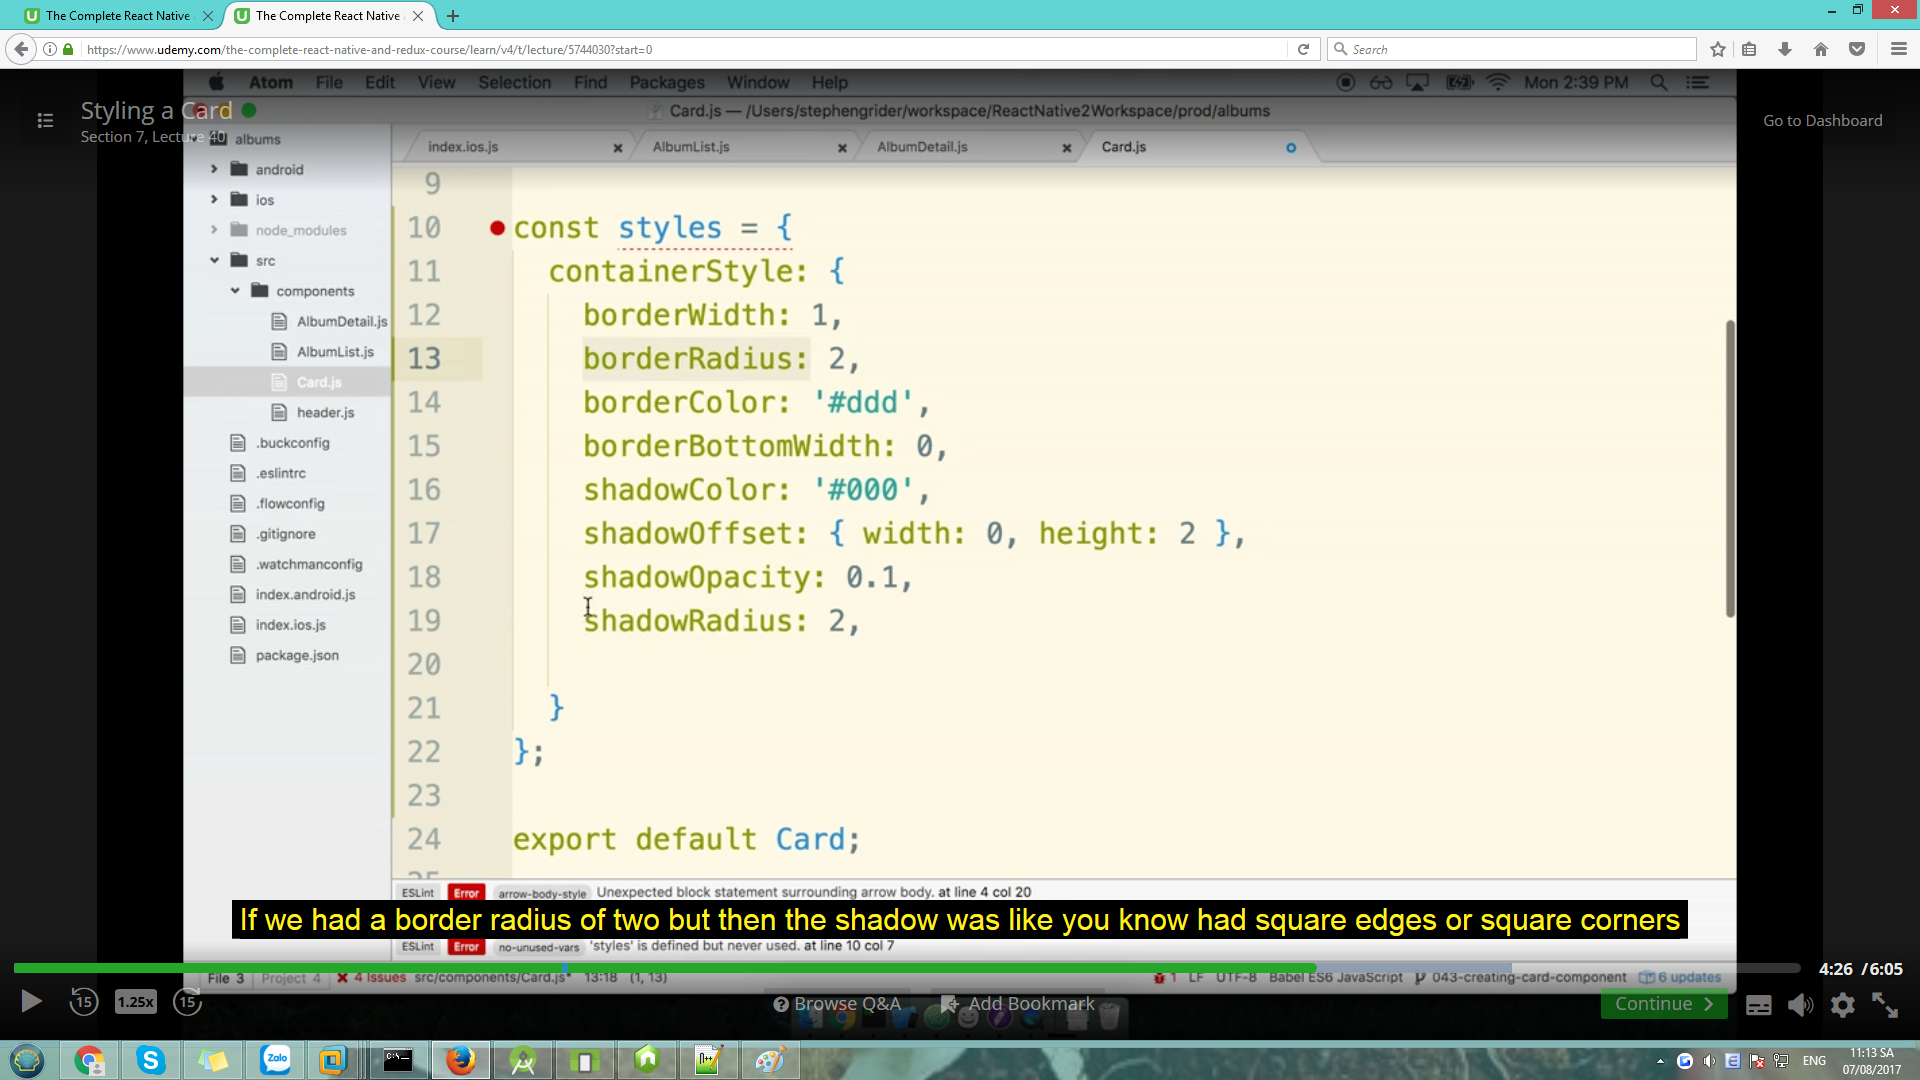 The Complete React Native
The Complete React Native
https://www.udemy.com/the-complete-react-native-and-redux-course/learn/v4/t/lecture/5744030?start=0
Search
Atom File Edit View Selection Find Packages Window Help
Mon 2:39 PM
Styling a Card
Section 7, Lecture 40
Go to Dashboard
Card.js — /Users/stephengrider/workspace/ReactNative2Workspace/prod/albums
index.ios.js
AlbumList.js
AlbumDetail.js
Card.js
albums
android
ios
node_modules
src
components
AlbumDetail.js
AlbumList.js
Card.js
header.js
.buckconfig
.eslintrc
.flowconfig
.gitignore
.watchmanconfig
index.android.js
index.ios.js
package.json
9
10 const styles = {
11 containerStyle: {
12 borderWidth: 1,
13 borderRadius: 2,
14 borderColor: '#ddd',
15 borderBottomWidth: 0,
16 shadowColor: '#000',
17 shadowOffset: { width: 0, height: 2 },
18 shadowOpacity: 0.1,
19 shadowRadius: 2,
20
21 }
22 };
23
24 export default Card;
25
ESLint Error arrow-body-style Unexpected block statement surrounding arrow body. at line 4 col 20
If we had a border radius of two but then the shadow was like you know had square edges or square corners
ESLint Error no-unused-vars 'styles' is defined but never used. at line 10 col 7
4:26 / 6:05
File 3 Project 4 4 Issues src/components/Card.js* 13:18 (1, 13)
1 LF UTF-8 Babel ES6 JavaScript 043-creating-card-component 6 updates
15 1.25x 15
Browse Q&A
Add Bookmark
Continue
Zalo
C:\
ENG
11:13 SA
07/08/2017